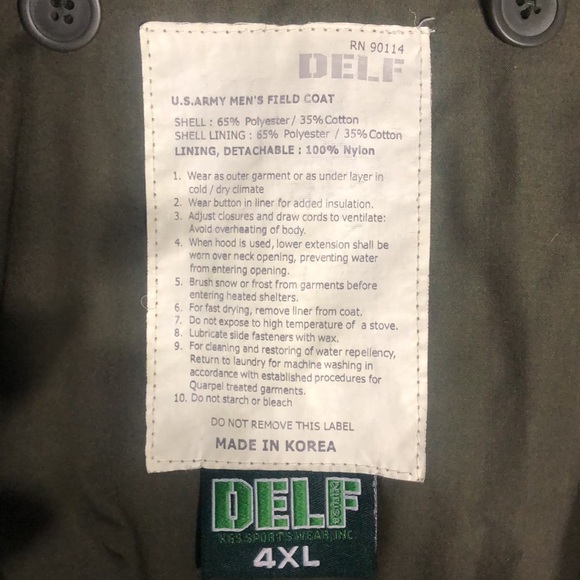 RN 90114
DELF
U.S.ARMY MEN'S FIELD COAT
SHELL : 65% Polyester / 35% Cotton
SHELL LINING : 65% Polyester / 35% Cotton
LINING, DETACHABLE : 100% Nylon
1. Wear as outer garment or as under layer in
cold / dry climate
2. Wear button in liner for added insulation.
3. Adjust closures and draw cords to ventilate:
Avoid overheating of body.
4. When hood is used, lower extension shall be
worn over neck opening, preventing water
from entering opening.
5. Brush snow or frost from garments before
entering heated shelters.
6. For fast drying, remove liner from coat.
7. Do not expose to high temperature of a stove.
8. Lubricate slide fasteners with wax.
9. For cleaning and restoring of water repellency,
Return to laundry for machine washing in
accordance with established procedures for
Quarpel treated garments.
10. Do not starch or bleach
DO NOT REMOVE THIS LABEL
MADE IN KOREA
DELF
K&S SPORTSWEAR, INC
4XL